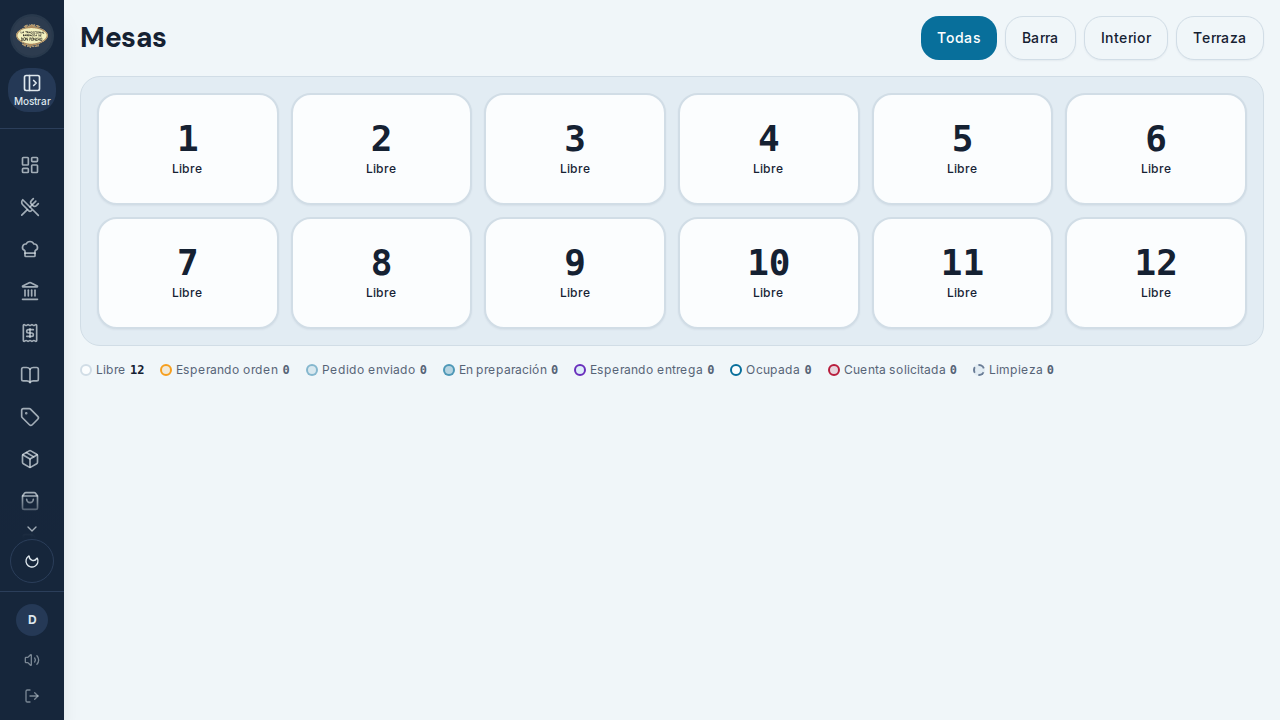 Mostrar
D
Mesas
Todas
Barra
Interior
Terraza
1
Libre
2
Libre
3
Libre
4
Libre
5
Libre
6
Libre
7
Libre
8
Libre
9
Libre
10
Libre
11
Libre
12
Libre
Libre 12
Esperando orden 0
Pedido enviado 0
En preparación 0
Esperando entrega 0
Ocupada 0
Cuenta solicitada 0
Limpieza 0